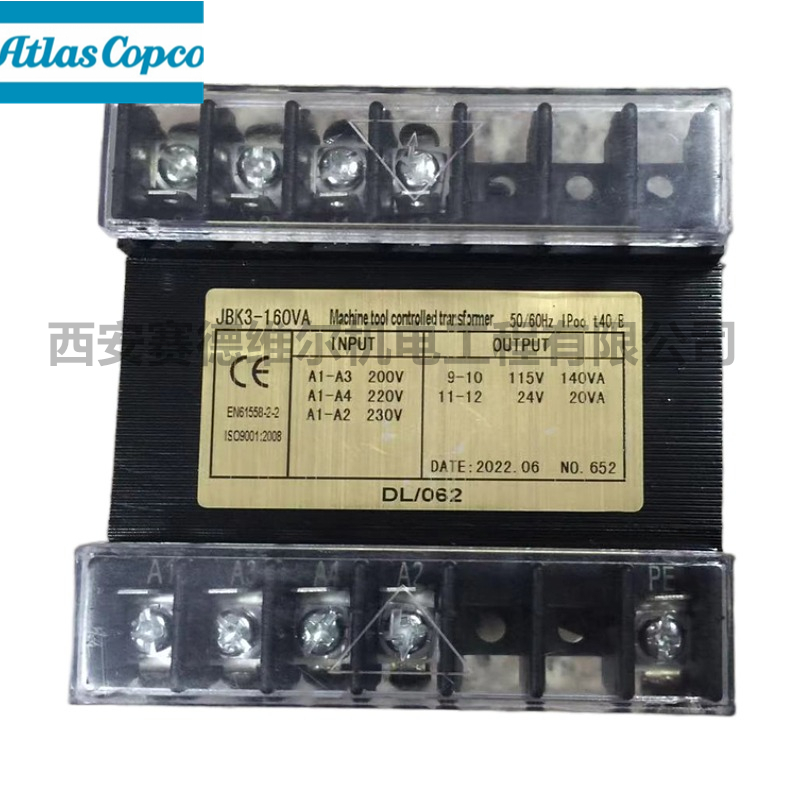 Atlas Copco
JBK3-160VA Machine tool controlled transformer 50/60Hz IPoo t40 B
西安赛德维尔机电工程有限公司
INPUT OUTPUT
CE
A1-A3 200V 9-10 115V 140VA
A1-A4 220V 11-12 24V 20VA
EN61558-2-2 A1-A2 230V
ISO9001:2008
DATE:2022.06 NO.652
DL/062
A1 A3 A4 A2 PE